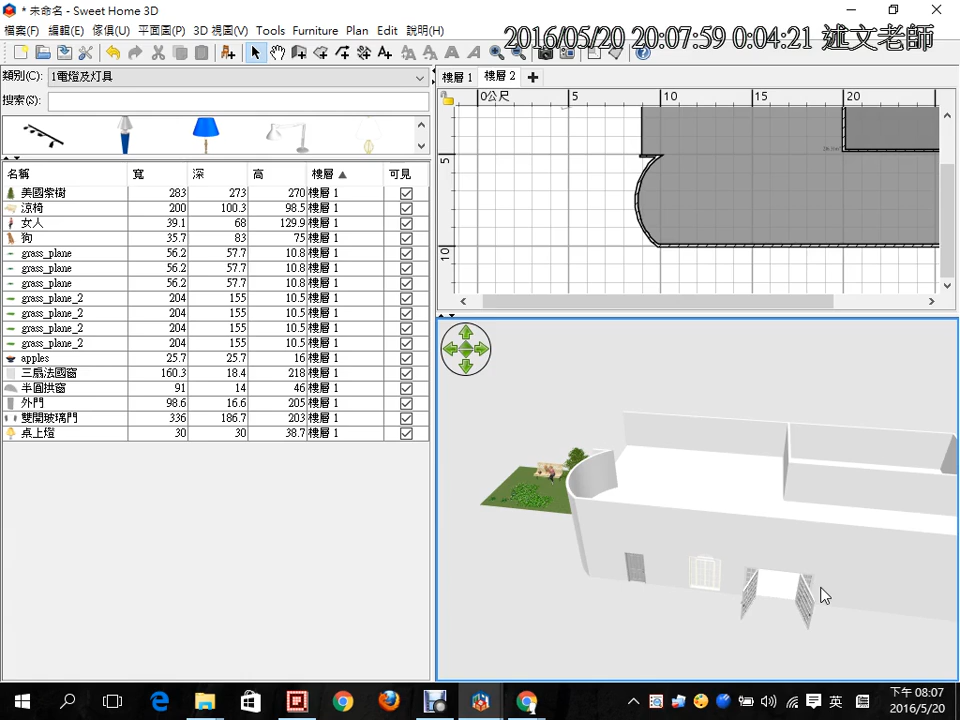 * 未命名 - Sweet Home 3D
檔案(F) 編輯(E) 傢俱(U) 平面圖(P) 3D 視圖(V) Tools Furniture Plan Edit 說明(H)
2016/05/20 20:07:59 0:04:21 述文老師
類別(C): 1電燈及灯具
搜索(S):
樓層 1 樓層 2
0公尺 5 10 15 20
5
10
名稱 寬 深 高 樓層 可見
美國紫樹 283 273 270 樓層 1
涼椅 200 100.3 98.5 樓層 1
女人 39.1 68 129.9 樓層 1
狗 35.7 83 75 樓層 1
grass_plane 56.2 57.7 10.8 樓層 1
grass_plane 56.2 57.7 10.8 樓層 1
grass_plane 56.2 57.7 10.8 樓層 1
grass_plane_2 204 155 10.5 樓層 1
grass_plane_2 204 155 10.5 樓層 1
grass_plane_2 204 155 10.5 樓層 1
grass_plane_2 204 155 10.5 樓層 1
apples 25.7 25.7 16 樓層 1
三扇法國窗 160.3 18.4 218 樓層 1
半圓拱窗 91 14 46 樓層 1
外門 98.6 16.6 205 樓層 1
雙開玻璃門 336 186.7 203 樓層 1
桌上燈 30 30 38.7 樓層 1
英
下午 08:07
2016/5/20